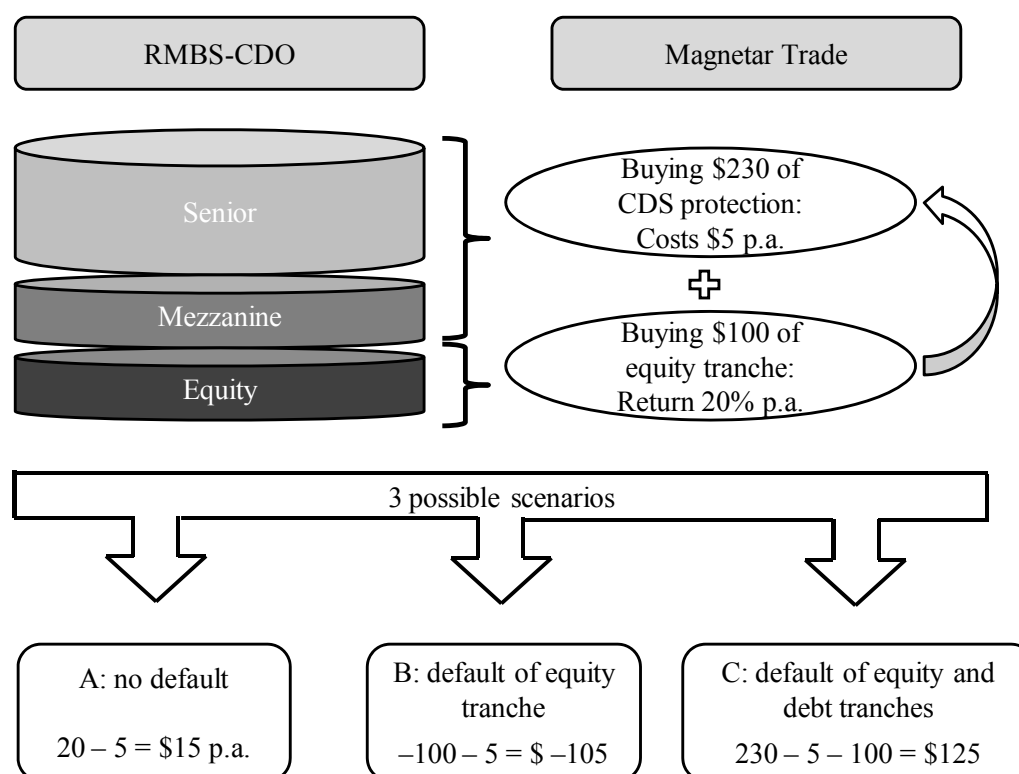 RMBS-CDO
Magnetar Trade
Senior
Mezzanine
Equity
Buying $230 of
CDS protection:
Costs $5 p.a.
Buying $100 of
equity tranche:
Return 20% p.a.
3 possible scenarios
A: no default
20 – 5 = $15 p.a.
B: default of equity
tranche
–100 – 5 = $ –105
C: default of equity and
debt tranches
230 – 5 – 100 = $125